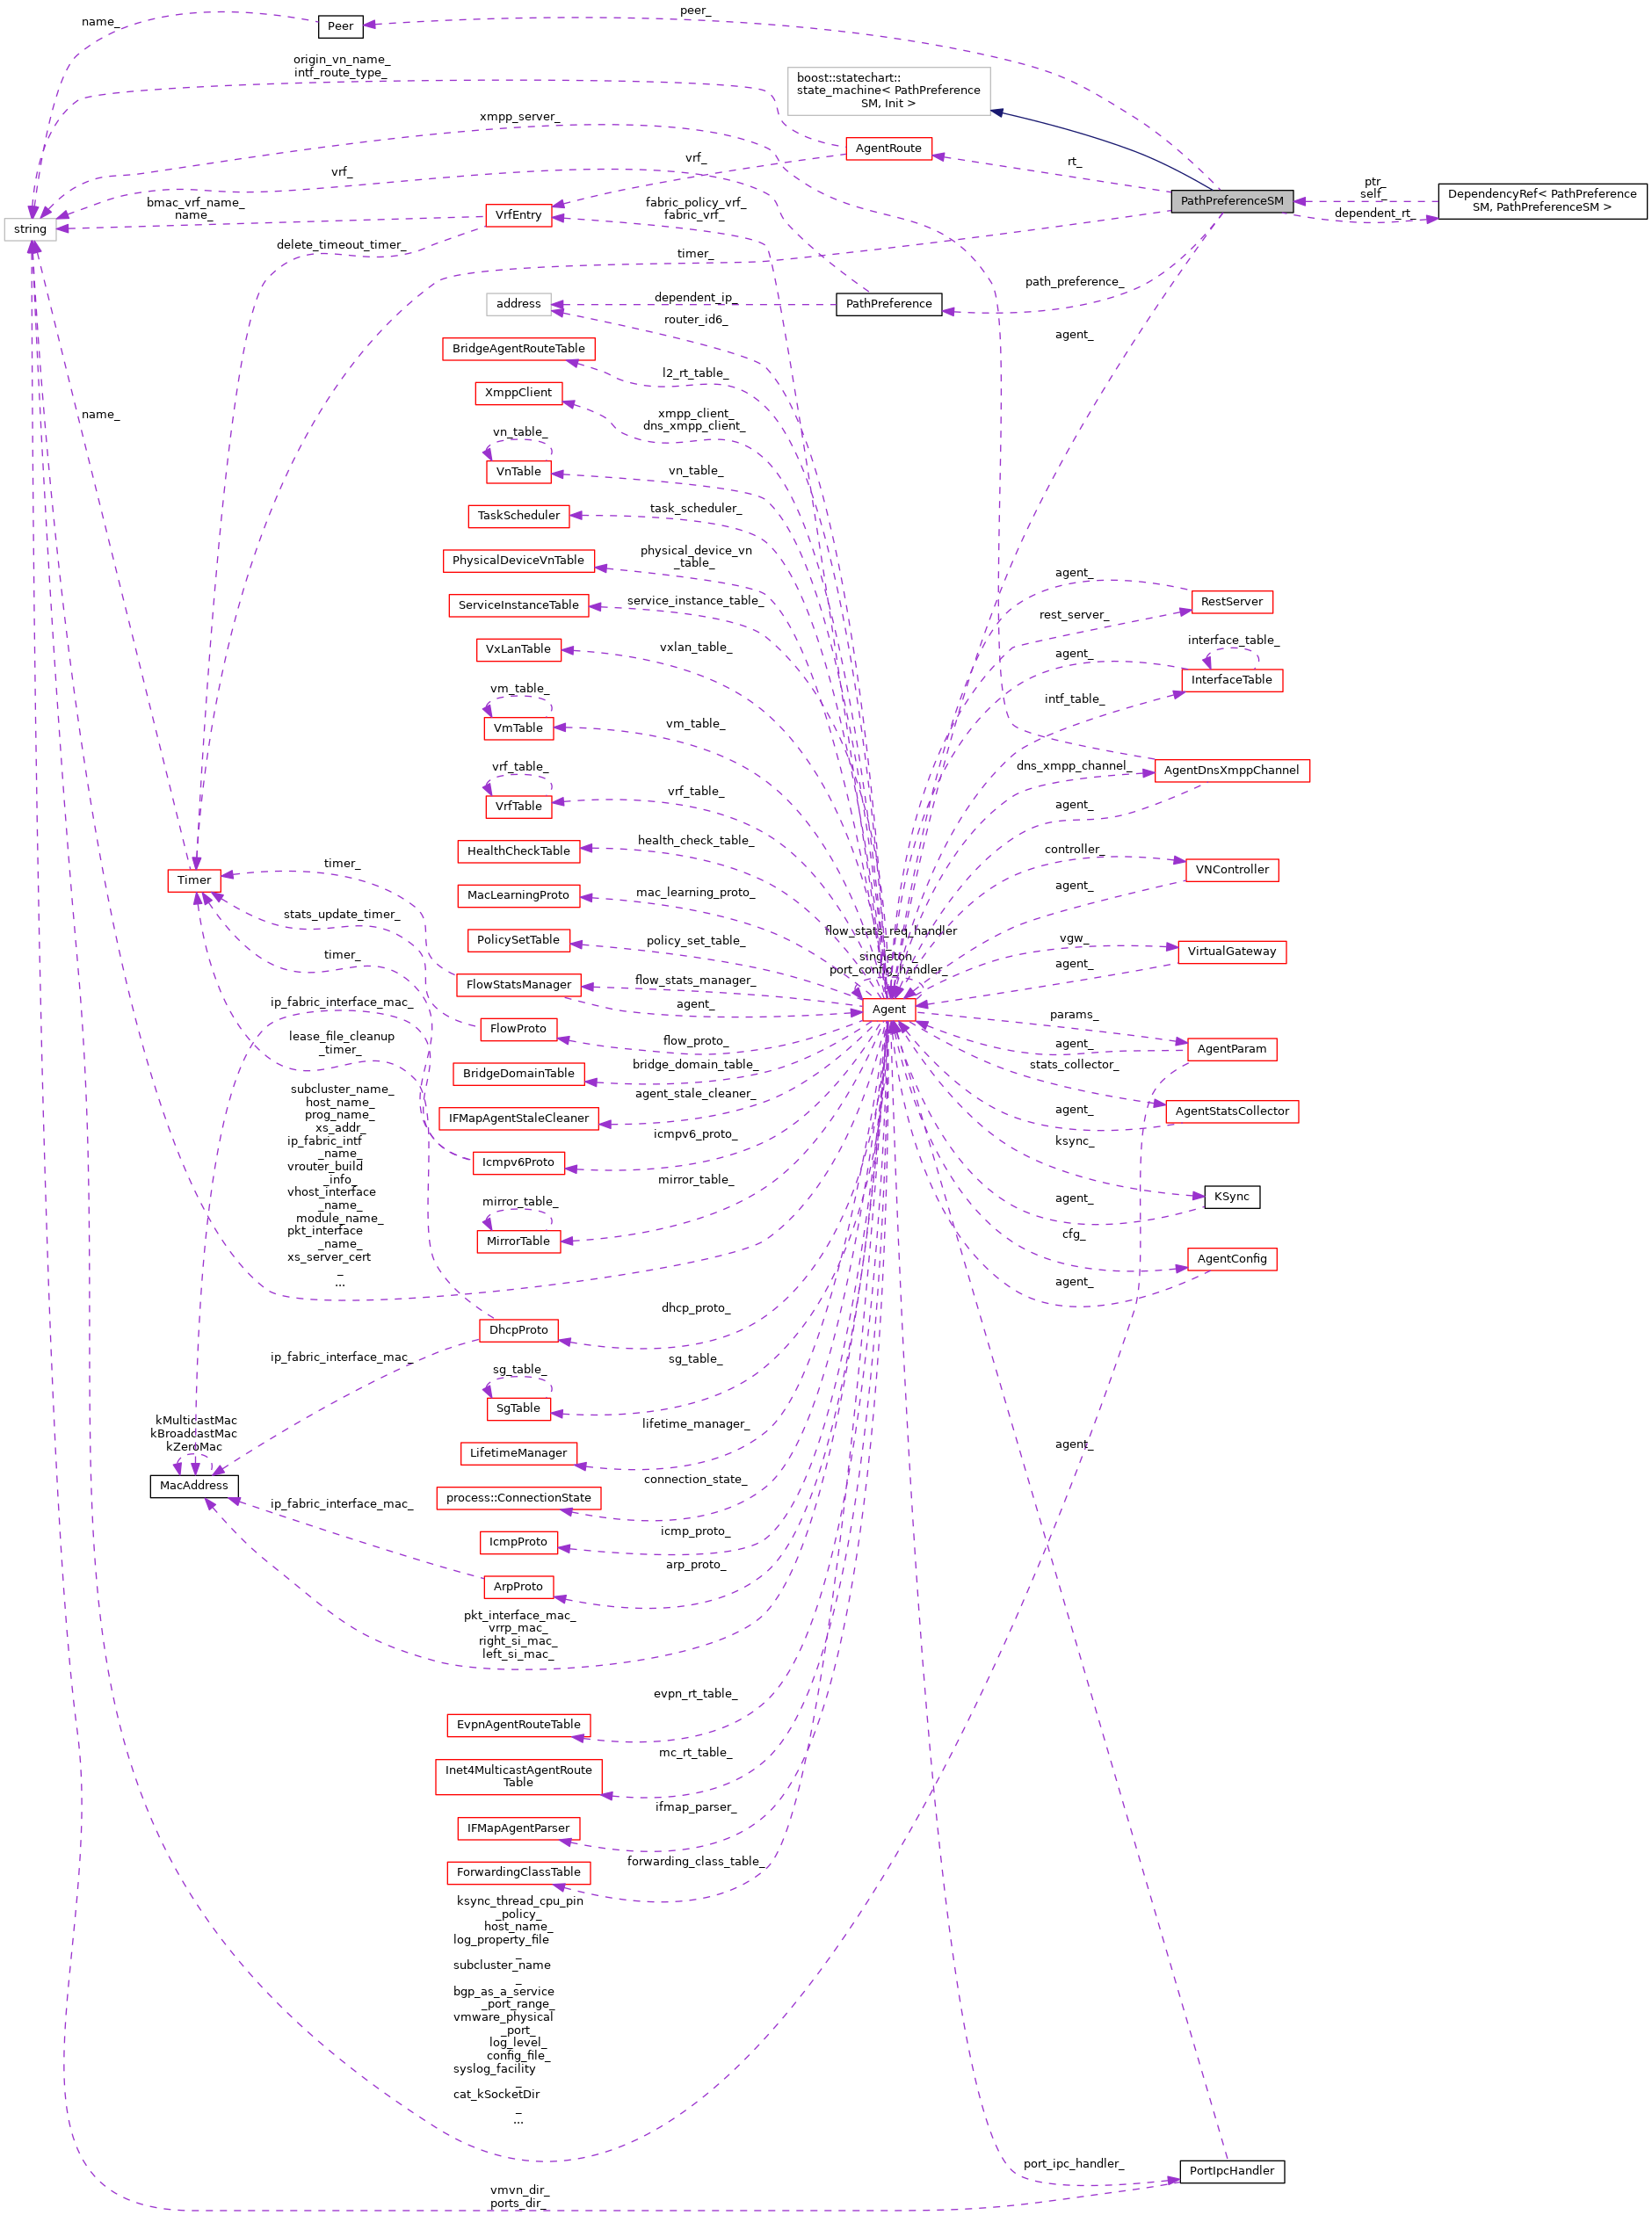 peer_
name_
Peer
origin_vn_name_
intf_route_type_
boost::statechart::
state_machine< PathPreference
SM, Init >
xmpp_server_
AgentRoute
vrf_
rt_
vrf_
ptr_
self_
DependencyRef< PathPreference
SM, PathPreferenceSM >
PathPreferenceSM
dependent_rt_
bmac_vrf_name_
name_
VrfEntry
fabric_policy_vrf_
fabric_vrf_
string
delete_timeout_timer_
timer_
path_preference_
address
dependent_ip_
PathPreference
router_id6_
agent_
BridgeAgentRouteTable
l2_rt_table_
XmppClient
xmpp_client_
dns_xmpp_client_
name_
vn_table_
VnTable
vn_table_
TaskScheduler
task_scheduler_
PhysicalDeviceVnTable
physical_device_vn
_table_
agent_
RestServer
ServiceInstanceTable
service_instance_table_
rest_server_
VxLanTable
vxlan_table_
agent_
interface_table_
InterfaceTable
vm_table_
VmTable
vm_table_
intf_table_
vrf_table_
VrfTable
vrf_table_
dns_xmpp_channel_
AgentDnsXmppChannel
agent_
HealthCheckTable
health_check_table_
controller_
VNController
timer_
Timer
MacLearningProto
mac_learning_proto_
agent_
stats_update_timer_
PolicySetTable
policy_set_table_
flow_stats_req_handler
_
singleton_
port_config_handler_
vgw_
VirtualGateway
agent_
timer_
FlowStatsManager
flow_stats_manager_
agent_
Agent
ip_fabric_interface_mac_
FlowProto
flow_proto_
params_
agent_
AgentParam
lease_file_cleanup
_timer_
BridgeDomainTable
bridge_domain_table_
stats_collector_
subcluster_name_
host_name_
prog_name_
xs_addr_
ip_fabric_intf
_name_
vrouter_build
_info_
vhost_interface
_name_
module_name_
pkt_interface
_name_
xs_server_cert
_
...
IFMapAgentStaleCleaner
agent_stale_cleaner_
agent_
AgentStatsCollector
Icmpv6Proto
icmpv6_proto_
ksync_
mirror_table_
MirrorTable
mirror_table_
KSync
agent_
cfg_
AgentConfig
agent_
DhcpProto
dhcp_proto_
ip_fabric_interface_mac_
sg_table_
SgTable
sg_table_
kMulticastMac
kBroadcastMac
kZeroMac
MacAddress
LifetimeManager
lifetime_manager_
agent_
process::ConnectionState
connection_state_
ip_fabric_interface_mac_
IcmpProto
icmp_proto_
ArpProto
arp_proto_
pkt_interface_mac_
vrrp_mac_
right_si_mac_
left_si_mac_
EvpnAgentRouteTable
evpn_rt_table_
Inet4MulticastAgentRoute
Table
mc_rt_table_
IFMapAgentParser
ifmap_parser_
ForwardingClassTable
forwarding_class_table_
ksync_thread_cpu_pin
_policy_
host_name_
log_property_file
_
subcluster_name
_
bgp_as_a_service
_port_range_
vmware_physical
_port_
log_level_
config_file_
syslog_facility
_
cat_kSocketDir
_
...
port_ipc_handler_
PortIpcHandler
vmvn_dir_
ports_dir_